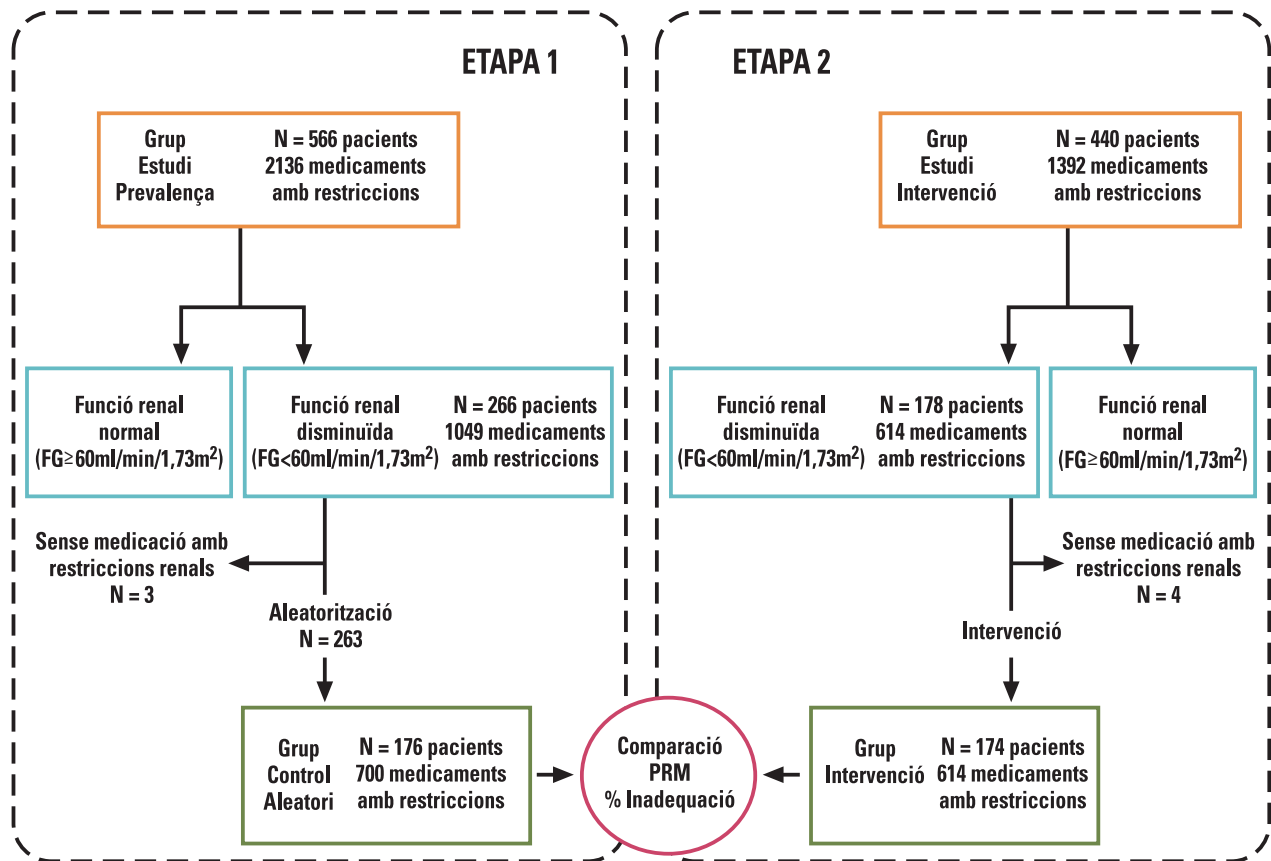 ETAPA 1
Grup
Estudi
Prevalença
N = 566 pacients
2136 medicaments
amb restriccions
Funció renal
normal
(FG≥60ml/min/1,73m²)
Funció renal
disminuïda
(FG<60ml/min/1,73m²)
N = 266 pacients
1049 medicaments
amb restriccions
Sense medicació amb
restriccions renals
N = 3
Aleatorització
N = 263
Grup
Control
Aleatori
N = 176 pacients
700 medicaments
amb restriccions
Comparació
PRM
% Inadequació
ETAPA 2
Grup
Estudi
Intervenció
N = 440 pacients
1392 medicaments
amb restriccions
Funció renal
disminuïda
(FG<60ml/min/1,73m²)
N = 178 pacients
614 medicaments
amb restriccions
Funció renal
normal
(FG≥60ml/min/1,73m²)
Sense medicació amb
restriccions renals
N = 4
Intervenció
Grup
Intervenció
N = 174 pacients
614 medicaments
amb restriccions